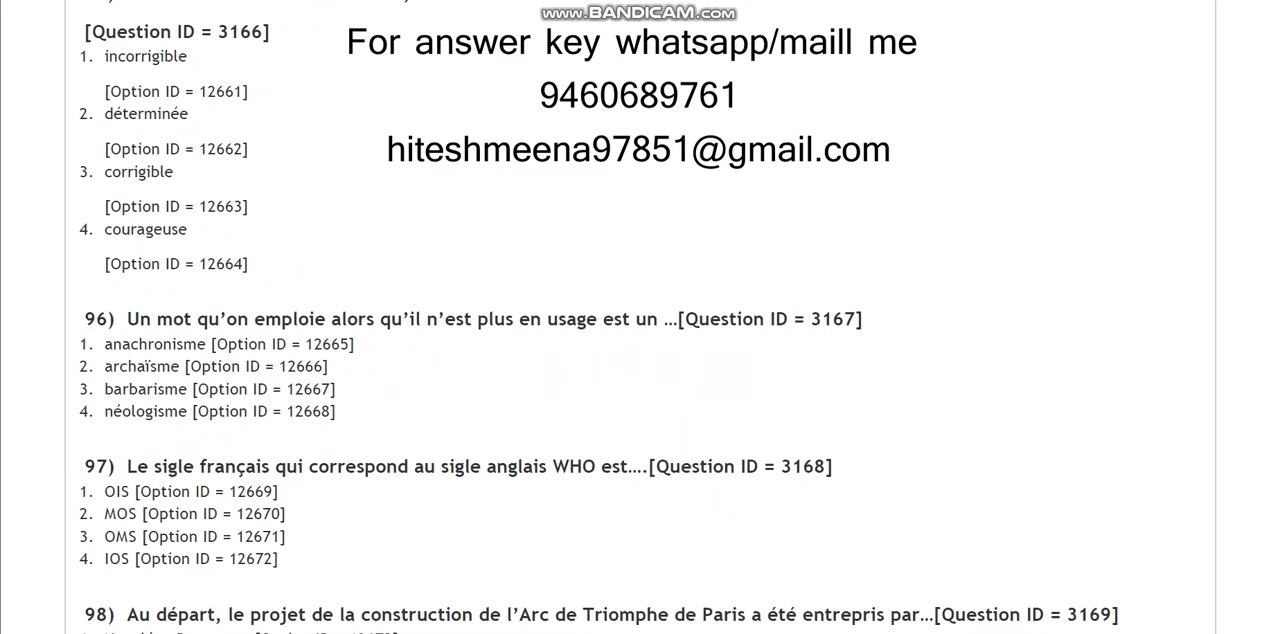 www.BANDICAM.com
[Question ID = 3166]
For answer key whatsapp/maill me
9460689761
hiteshmeena97851@gmail.com
1. incorrigible
[Option ID = 12661]
2. déterminée
[Option ID = 12662]
3. corrigible
[Option ID = 12663]
4. courageuse
[Option ID = 12664]
96) Un mot qu’on emploie alors qu’il n’est plus en usage est un …[Question ID = 3167]
1. anachronisme [Option ID = 12665]
2. archaïsme [Option ID = 12666]
3. barbarisme [Option ID = 12667]
4. néologisme [Option ID = 12668]
97) Le sigle français qui correspond au sigle anglais WHO est….[Question ID = 3168]
1. OIS [Option ID = 12669]
2. MOS [Option ID = 12670]
3. OMS [Option ID = 12671]
4. IOS [Option ID = 12672]
98) Au départ, le projet de la construction de l’Arc de Triomphe de Paris a été entrepris par…[Question ID = 3169]